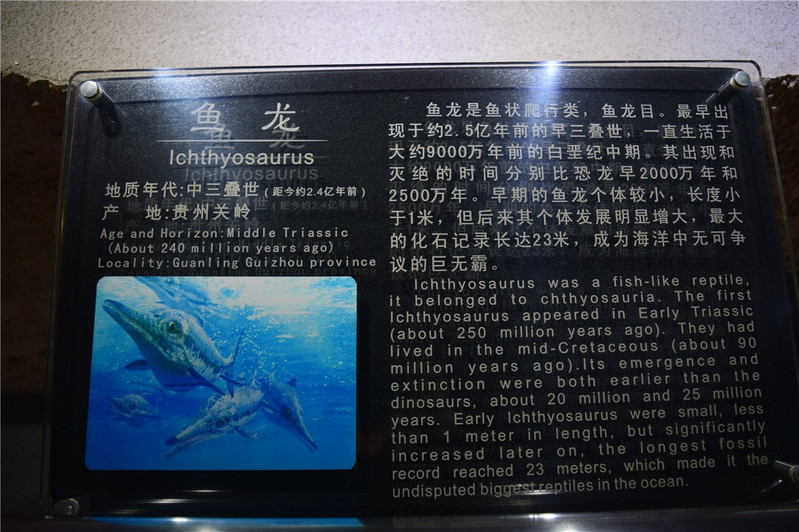 鱼 龙
Ichthyosaurus
地质年代:中三叠世(距今约2.4亿年前)
产 地:贵州关岭
Age and Horizon:Middle Triassic
(About 240 million years ago)
Locality:Guanling Guizhou province
鱼龙是鱼状爬行类，鱼龙目。最早出
现于约2.5亿年前的早三叠世，一直生活于
大约9000万年前的白垩纪中期。其出现和
灭绝的时间分别比恐龙早2000万年和
2500万年。早期的鱼龙个体较小，长度小
于1米，但后来其个体发展明显增大，最大
的化石记录长达23米，成为海洋中无可争
议的巨无霸。
Ichthyosaurus was a fish-like reptile,
it belonged to chthyosauria. The first
Ichthyosaurus appeared in Early Triassic
(about 250 million years ago). They had
lived in the mid-Cretaceous (about 90
million years ago).Its emergence and
extinction were both earlier than the
dinosaurs, about 20 million and 25 million
years. Early Ichthyosaurus were small, less
than 1 meter in length, but significantly
increased later on, the longest fossil
record reached 23 meters, which made it the
undisputed biggest reptiles in the ocean.